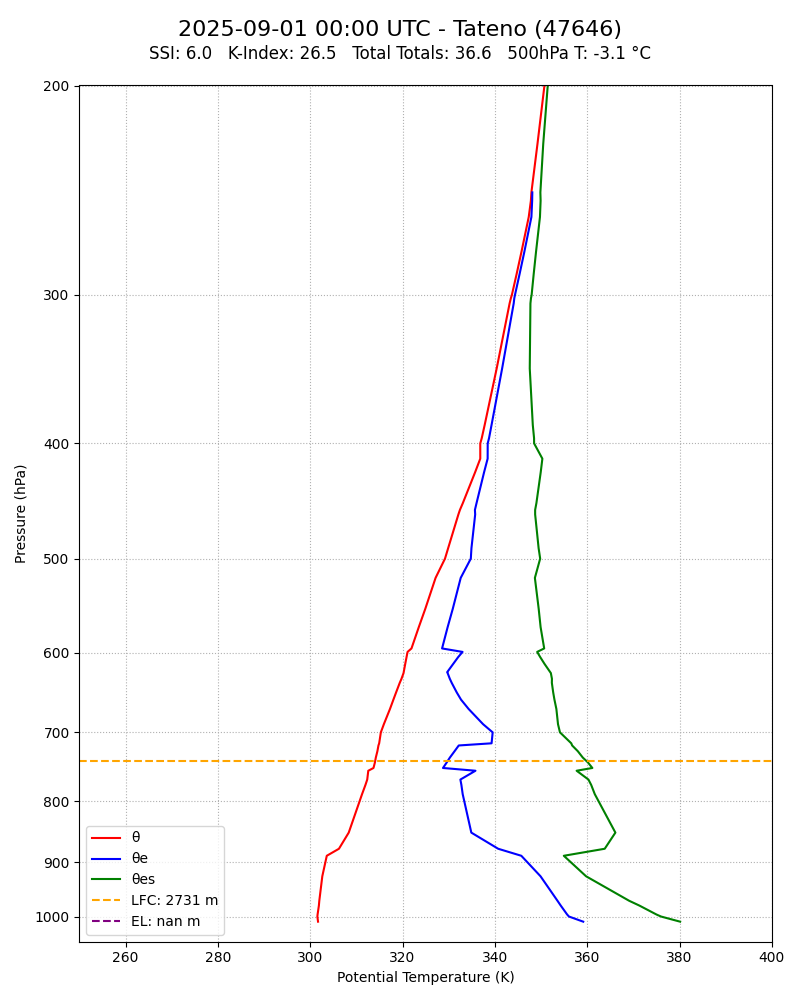 2025-09-01 00:00 UTC - Tateno (47646)
SSI: 6.0   K-Index: 26.5   Total Totals: 36.6   500hPa T: -3.1 °C
200
300
400
500
600
700
800
900
1000
Pressure (hPa)
θ
θe
θes
LFC: 2731 m
EL: nan m
260 280 300 320 340 360 380 400
Potential Temperature (K)